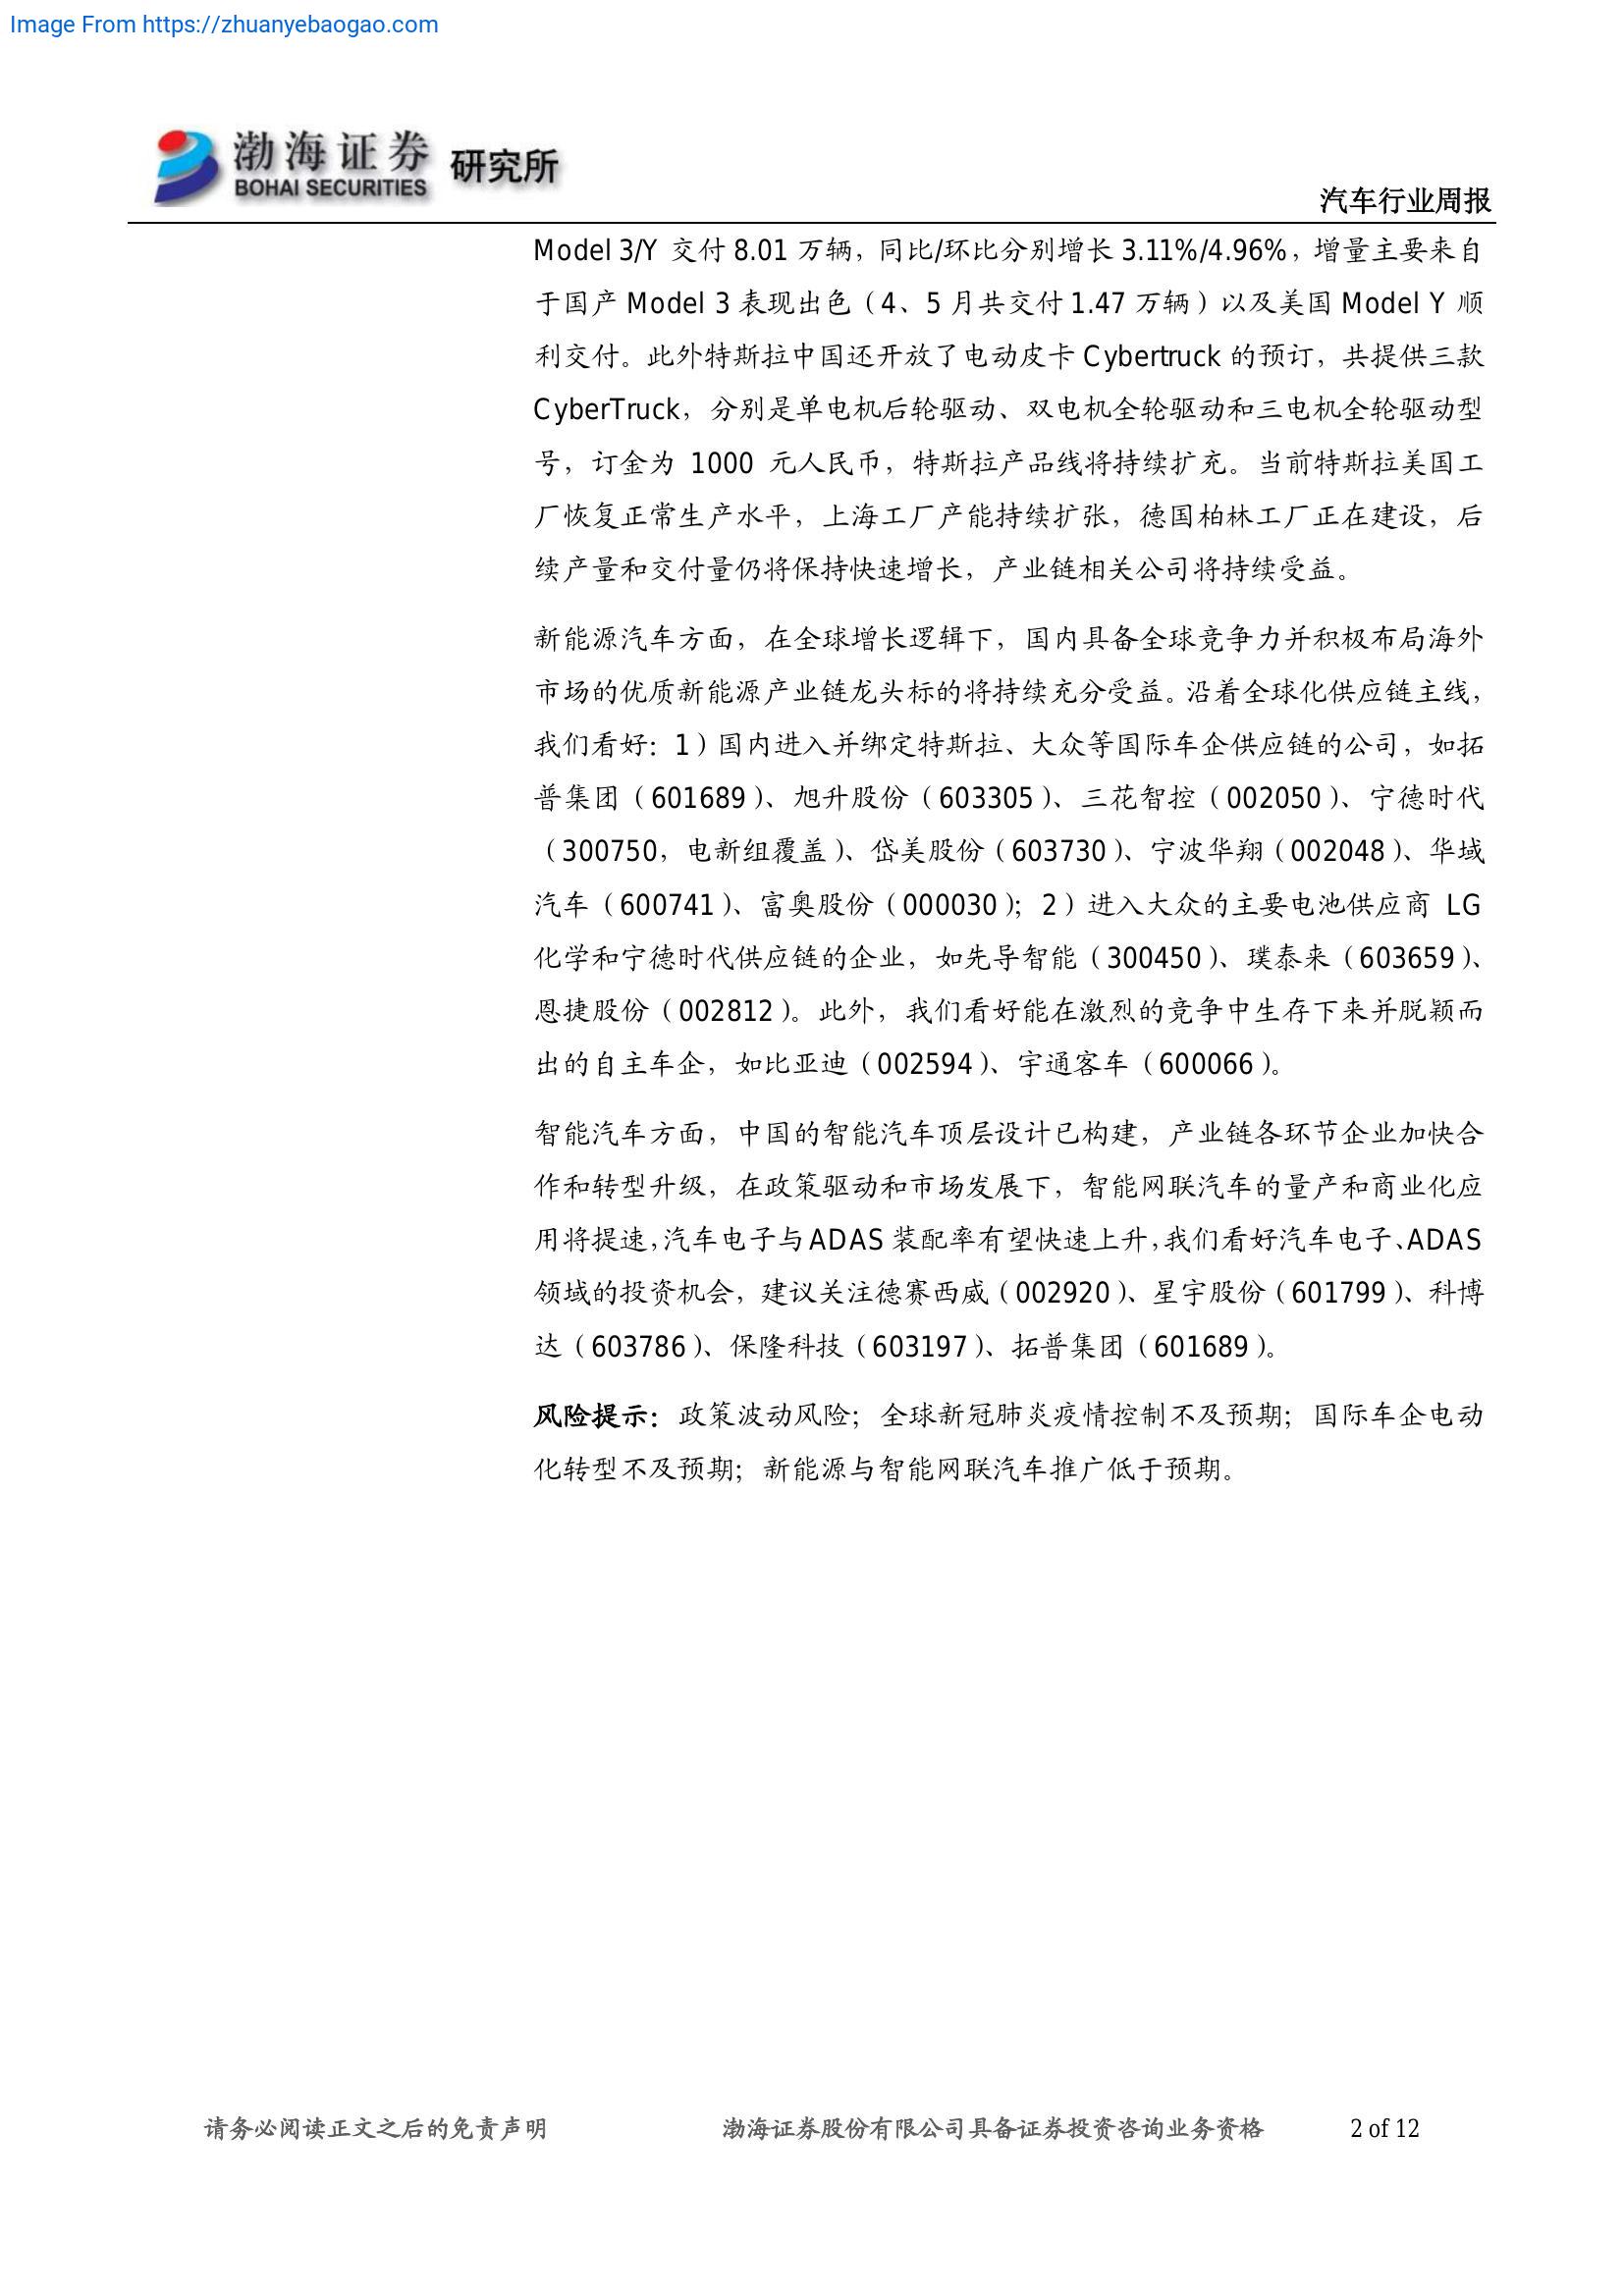 Image From https://zhuanyebaogao.com
渤海证券 研究所
BOHAI SECURITIES
汽车行业周报
Model 3/Y 交付 8.01 万辆，同比/环比分别增长 3.11%/4.96%，增量主要来自
于国产 Model 3 表现出色（4、5 月共交付 1.47 万辆）以及美国 Model Y 顺
利交付。此外特斯拉中国还开放了电动皮卡 Cybertruck 的预订，共提供三款
CyberTruck，分别是单电机后轮驱动、双电机全轮驱动和三电机全轮驱动型
号，订金为 1000 元人民币，特斯拉产品线将持续扩充。当前特斯拉美国工
厂恢复正常生产水平，上海工厂产能持续扩张，德国柏林工厂正在建设，后
续产量和交付量仍将保持快速增长，产业链相关公司将持续受益。
新能源汽车方面，在全球增长逻辑下，国内具备全球竞争力并积极布局海外
市场的优质新能源产业链龙头标的将持续充分受益。沿着全球化供应链主线，
我们看好：1）国内进入并绑定特斯拉、大众等国际车企供应链的公司，如拓
普集团（601689）、旭升股份（603305）、三花智控（002050）、宁德时代
（300750，电新组覆盖）、岱美股份（603730）、宁波华翔（002048）、华域
汽车（600741）、富奥股份（000030）；2）进入大众的主要电池供应商 LG
化学和宁德时代供应链的企业，如先导智能（300450）、璞泰来（603659）、
恩捷股份（002812）。此外，我们看好能在激烈的竞争中生存下来并脱颖而
出的自主车企，如比亚迪（002594）、宇通客车（600066）。
智能汽车方面，中国的智能汽车顶层设计已构建，产业链各环节企业加快合
作和转型升级，在政策驱动和市场发展下，智能网联汽车的量产和商业化应
用将提速，汽车电子与 ADAS 装配率有望快速上升，我们看好汽车电子、ADAS
领域的投资机会，建议关注德赛西威（002920）、星宇股份（601799）、科博
达（603786）、保隆科技（603197）、拓普集团（601689）。
风险提示：政策波动风险；全球新冠肺炎疫情控制不及预期；国际车企电动
化转型不及预期；新能源与智能网联汽车推广低于预期。
请务必阅读正文之后的免责声明 渤海证券股份有限公司具备证券投资咨询业务资格 2 of 12